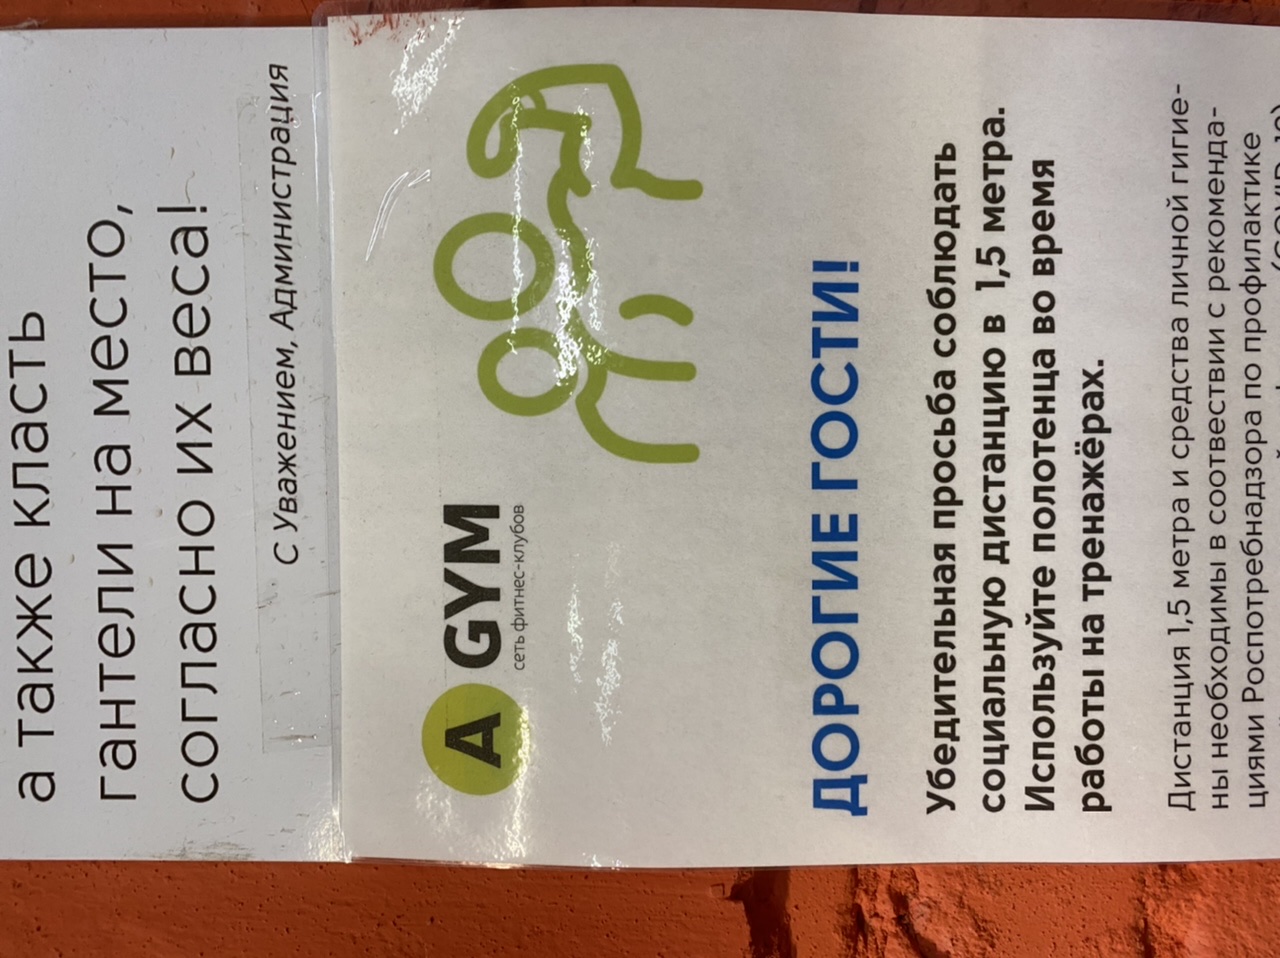 а также класть
гантели на место,
согласно их веса!
С Уважением, Администрация
A GYM
сеть фитнес-клубов
ДОРОГИЕ ГОСТИ!
Убедительная просьба соблюдать
социальную дистанцию в 1,5 метра.
Используйте полотенца во время
работы на тренажёрах.
Дистанция 1,5 метра и средства личной гигие-
ны необходимы в соотвествии с рекоменда-
циями Роспотребнадзора по профилактике